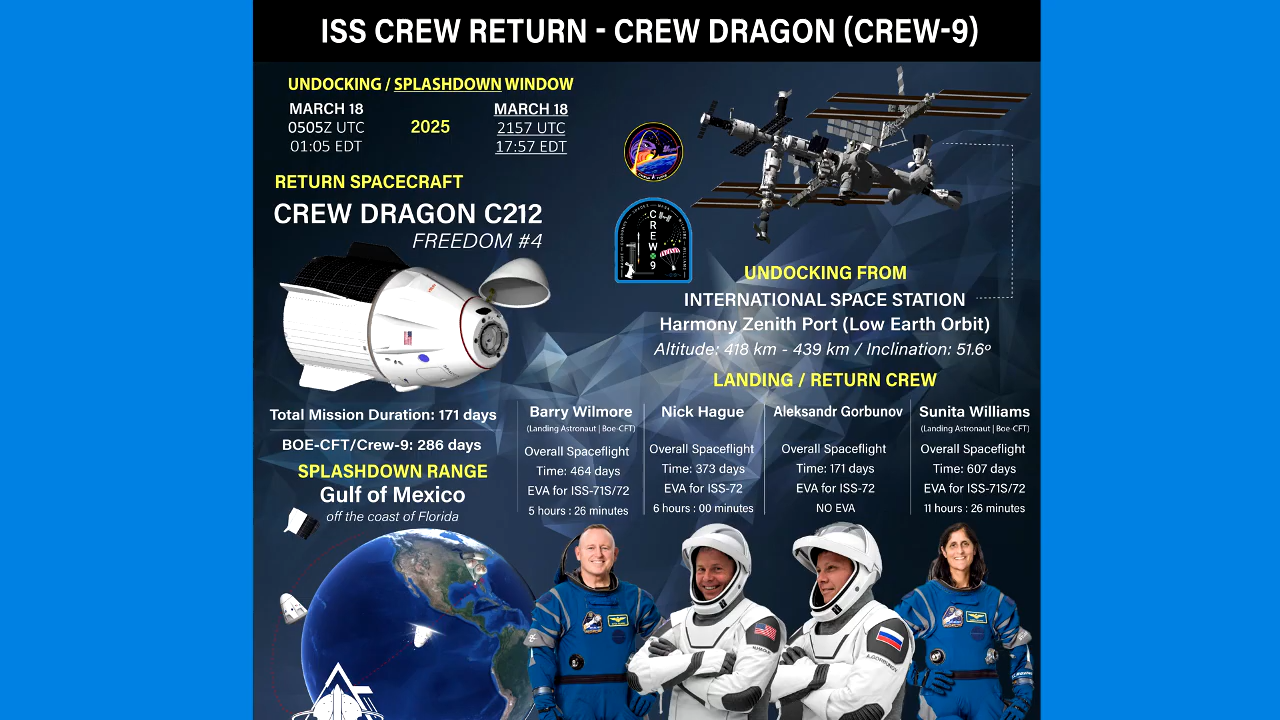 ISS CREW RETURN - CREW DRAGON (CREW-9)
UNDOCKING / SPLASHDOWN WINDOW
MARCH 18
0505Z UTC
01:05 EDT
2025
MARCH 18
2157 UTC
17:57 EDT
RETURN SPACECRAFT
CREW DRAGON C212
FREEDOM #4
CREW 9
UNDOCKING FROM
INTERNATIONAL SPACE STATION
Harmony Zenith Port (Low Earth Orbit)
Altitude: 418 km - 439 km / Inclination: 51.6º
LANDING / RETURN CREW
Total Mission Duration: 171 days
BOE-CFT/Crew-9: 286 days
SPLASHDOWN RANGE
Gulf of Mexico
off the coast of Florida
Barry Wilmore
(Landing Astronaut | Boe-CFT)
Overall Spaceflight
Time: 464 days
EVA for ISS-71S/72
5 hours : 26 minutes
Nick Hague
Overall Spaceflight
Time: 373 days
EVA for ISS-72
6 hours : 00 minutes
Aleksandr Gorbunov
Overall Spaceflight
Time: 171 days
EVA for ISS-72
NO EVA
Sunita Williams
(Landing Astronaut | Boe-CFT)
Overall Spaceflight
Time: 607 days
EVA for ISS-71S/72
11 hours : 26 minutes
N.HAGUE
A.GORBUNOV